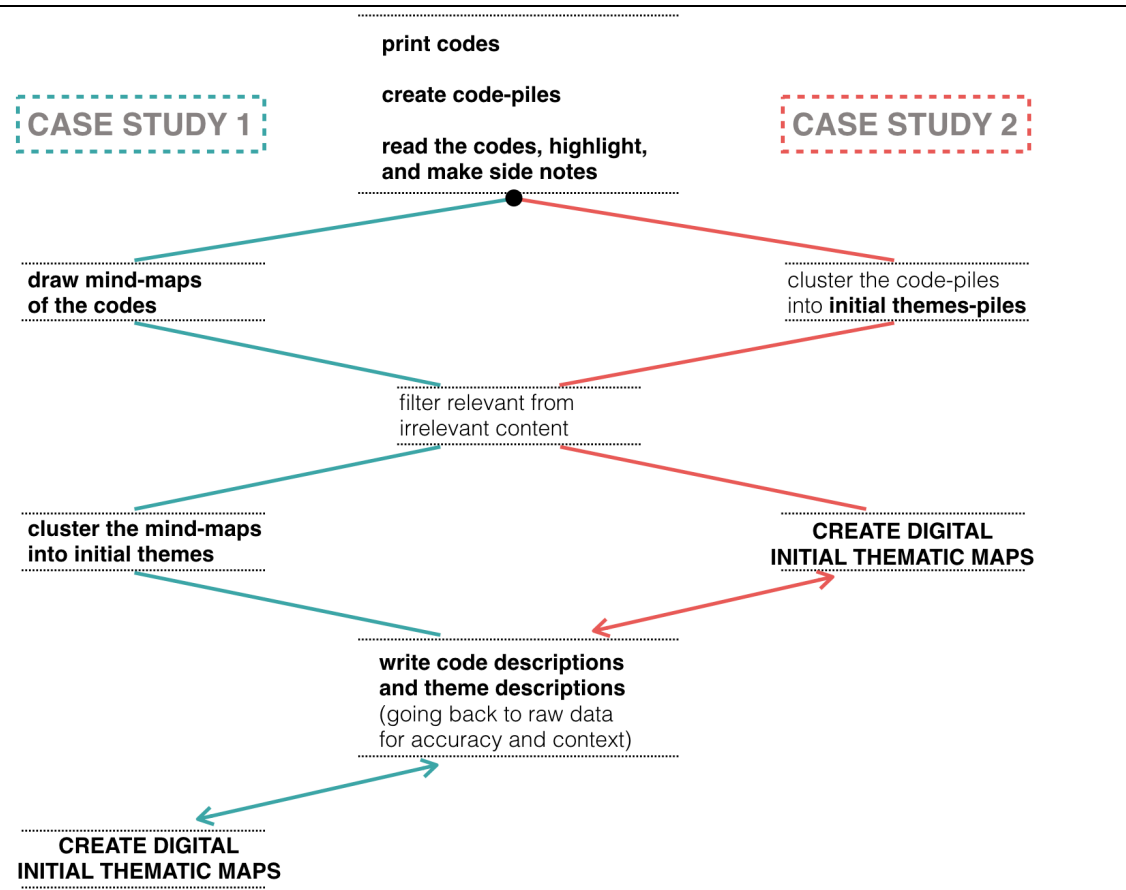 print codes
create code-piles
CASE STUDY 1
CASE STUDY 2
read the codes, highlight,
and make side notes
draw mind-maps
of the codes
cluster the code-piles
into initial themes-piles
filter relevant from
irrelevant content
cluster the mind-maps
into initial themes
CREATE DIGITAL
INITIAL THEMATIC MAPS
write code descriptions
and theme descriptions
(going back to raw data
for accuracy and context)
CREATE DIGITAL
INITIAL THEMATIC MAPS